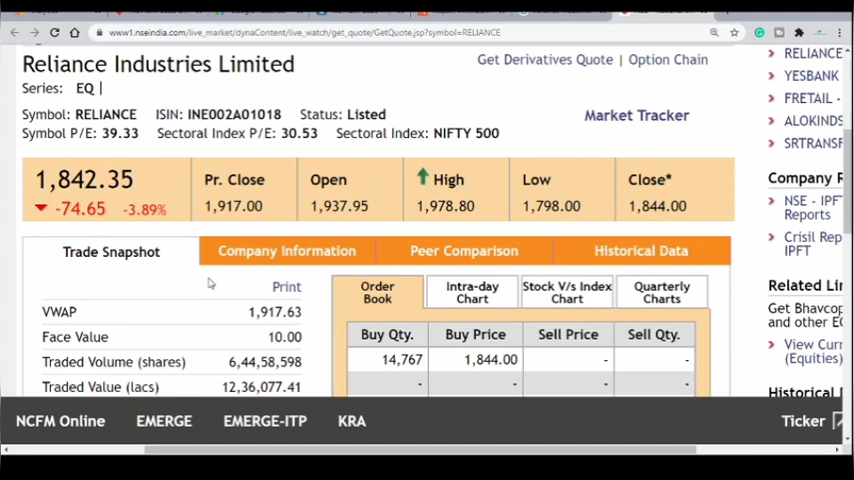 www1.nseindia.com/live_market/dynaContent/live_watch/get_quote/GetQuote.jsp?symbol=RELIANCE
Reliance Industries Limited
Get Derivatives Quote | Option Chain
Series: EQ |
Symbol: RELIANCE ISIN: INE002A01018 Status: Listed
Market Tracker
Symbol P/E: 39.33 Sectoral Index P/E: 30.53 Sectoral Index: NIFTY 500
1,842.35 Pr. Close Open High Low Close*
-74.65 -3.89% 1,917.00 1,937.95 1,978.80 1,798.00 1,844.00
Trade Snapshot Company Information Peer Comparison Historical Data
Print
VWAP 1,917.63
Face Value 10.00
Traded Volume (shares) 6,44,58,598
Traded Value (lacs) 12,36,077.41
Order Book
Intra-day Chart
Stock V/s Index Chart
Quarterly Charts
Buy Qty. Buy Price Sell Price Sell Qty.
14,767 1,844.00 - -
- - - -
RELIANCE
YESBANK
FRETAIL -
ALOKINDS
SRTRANSF
Company R
NSE - IPFT
Reports
Crisil Rep
IPFT
Related Li
Get Bhavcop
and other EO
View Curr
(Equities)
Historical
NCFM Online EMERGE EMERGE-ITP KRA Ticker